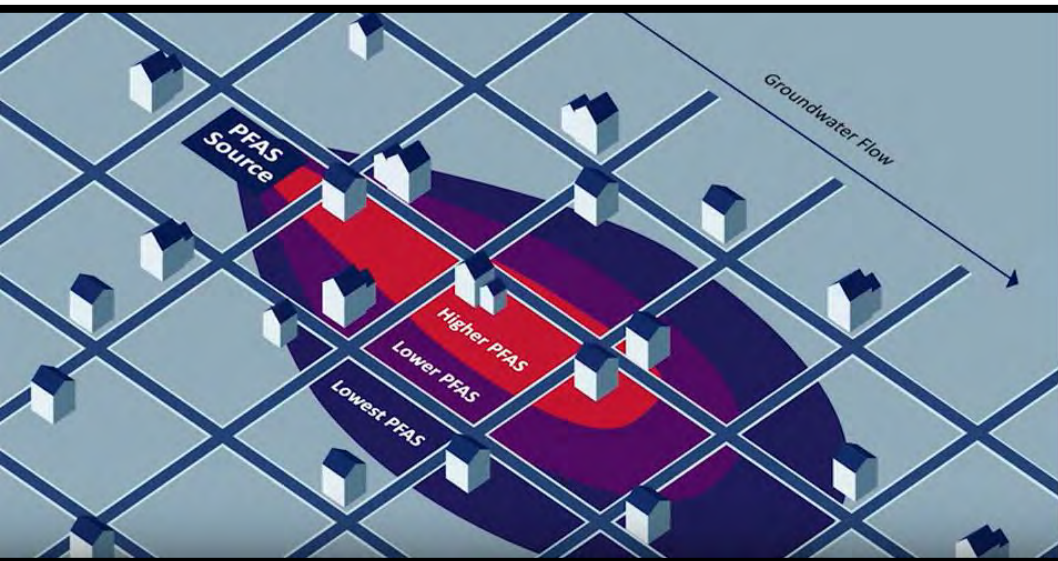 Groundwater Flow
PFAS
Source
Higher PFAS
Lower PFAS
Lowest PFAS